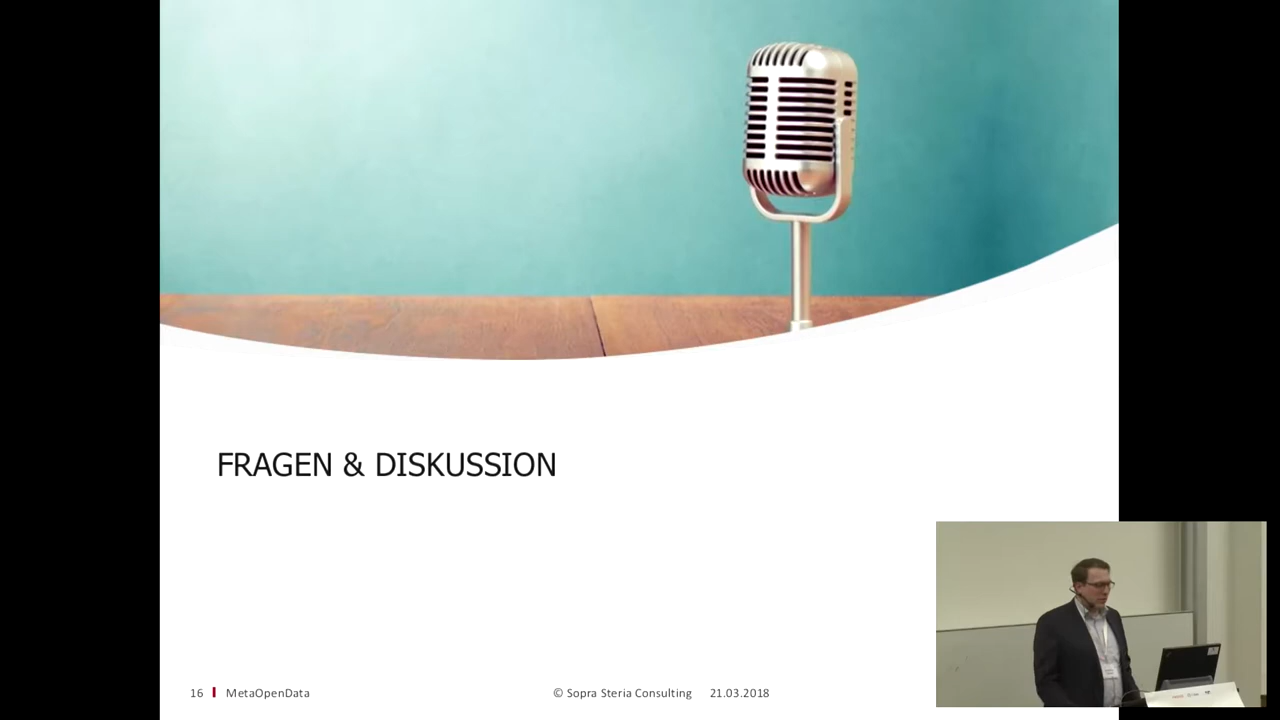 FRAGEN & DISKUSSION
16 MetaOpenData © Sopra Steria Consulting 21.03.2018